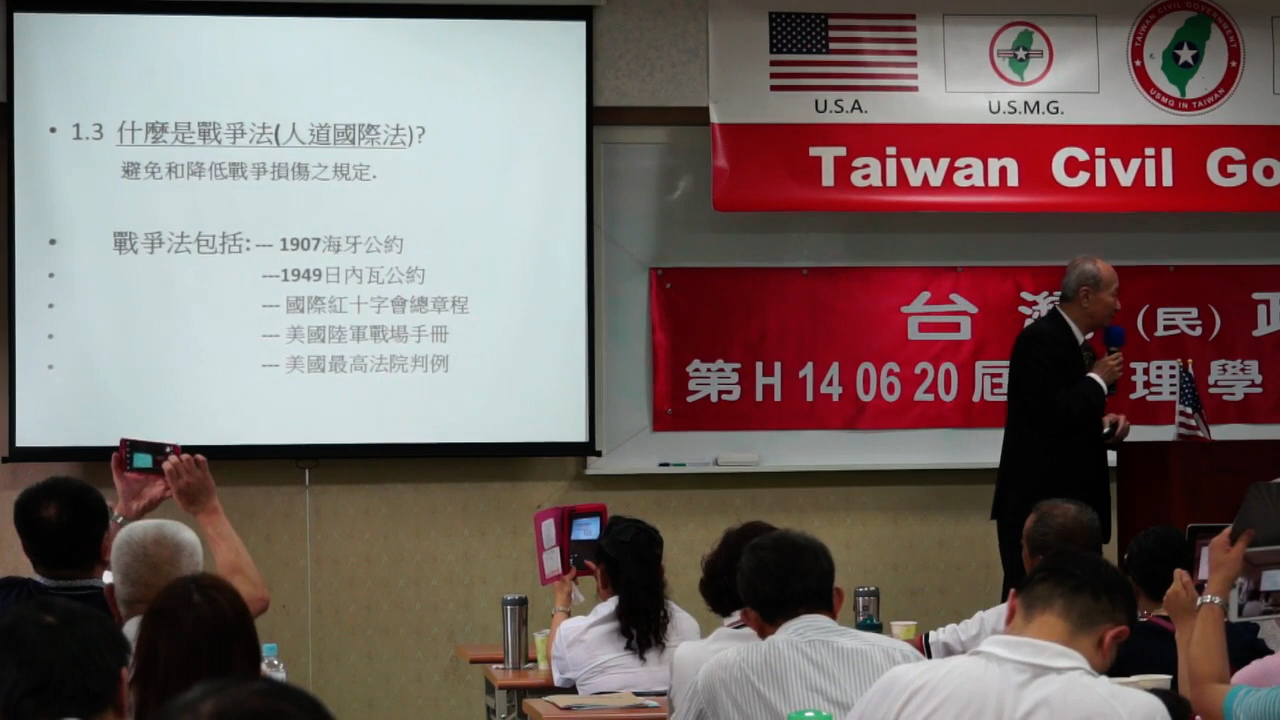 • 1.3 什麼是戰爭法(人道國際法)?
避免和降低戰爭損傷之規定.
• 戰爭法包括: --- 1907海牙公約
• ---1949日內瓦公約
• --- 國際紅十字會總章程
• --- 美國陸軍戰場手冊
• --- 美國最高法院判例
U.S.A.
U.S.M.G.
TAIWAN CIVIL GOVERNMENT
USMG IN TAIWAN
Taiwan Civil Go
台灣(民)政
第H 14 06 20屆 理學